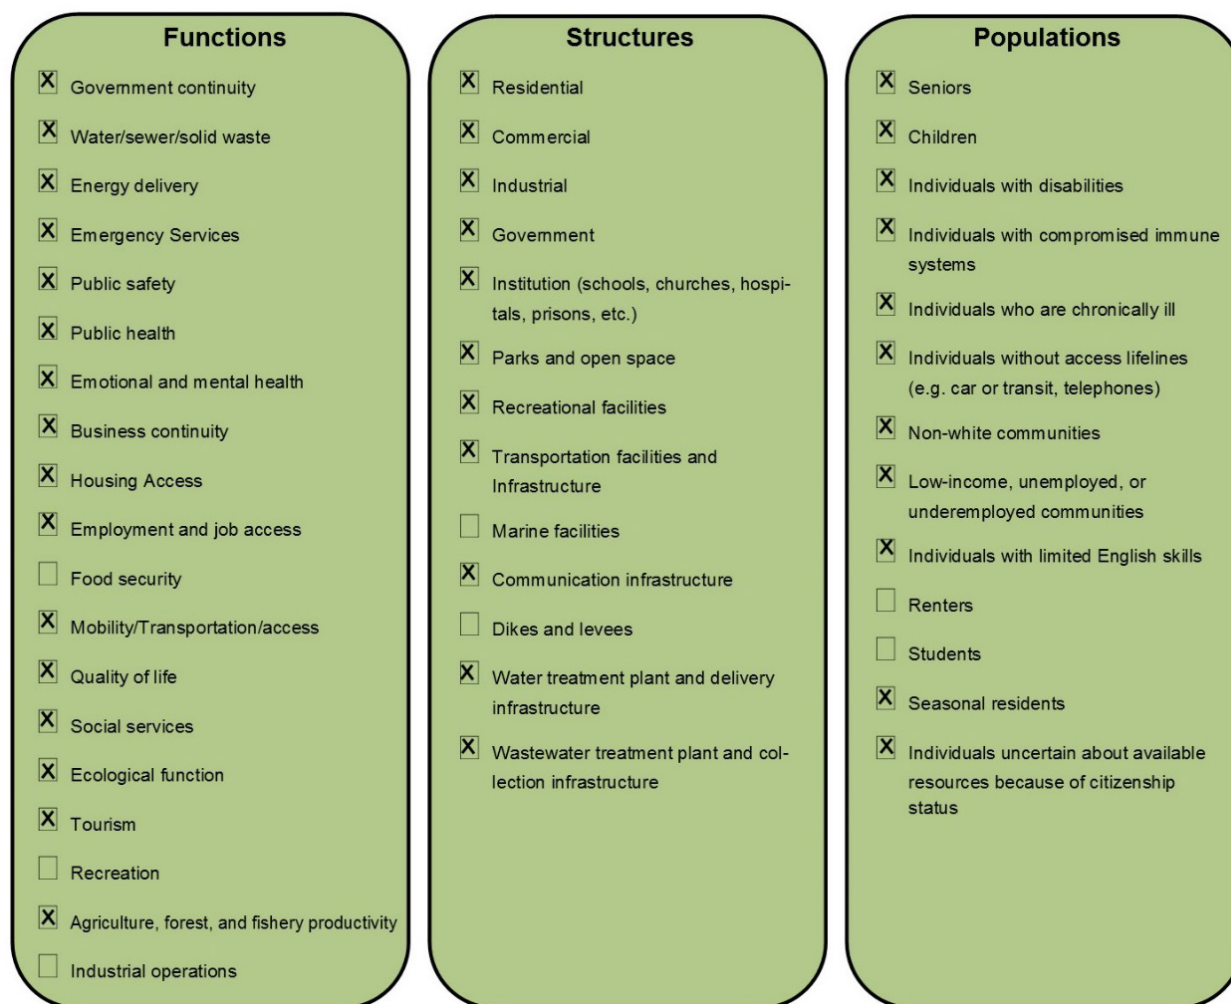 Functions
X Government continuity
X Water/sewer/solid waste
X Energy delivery
X Emergency Services
X Public safety
X Public health
X Emotional and mental health
X Business continuity
X Housing Access
X Employment and job access
Food security
X Mobility/Transportation/access
X Quality of life
X Social services
X Ecological function
X Tourism
Recreation
X Agriculture, forest, and fishery productivity
Industrial operations
Structures
X Residential
X Commercial
X Industrial
X Government
X Institution (schools, churches, hospi-
tals, prisons, etc.)
X Parks and open space
X Recreational facilities
X Transportation facilities and
Infrastructure
Marine facilities
X Communication infrastructure
Dikes and levees
X Water treatment plant and delivery
infrastructure
X Wastewater treatment plant and col-
lection infrastructure
Populations
X Seniors
X Children
X Individuals with disabilities
X Individuals with compromised immune
systems
X Individuals who are chronically ill
X Individuals without access lifelines
(e.g. car or transit, telephones)
X Non-white communities
X Low-income, unemployed, or
underemployed communities
X Individuals with limited English skills
Renters
Students
X Seasonal residents
X Individuals uncertain about available
resources because of citizenship
status